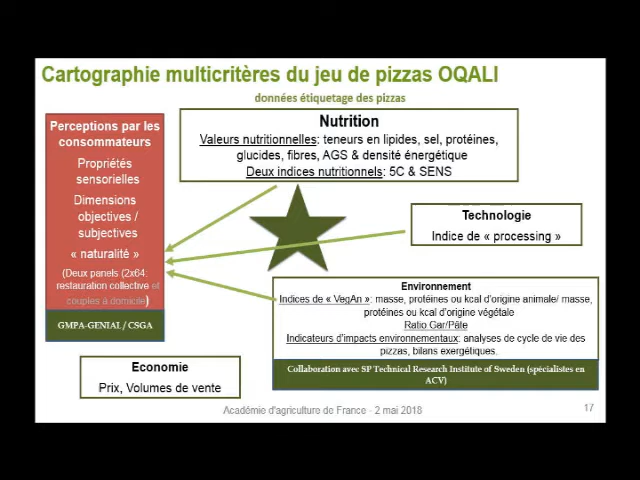 Cartographie multicritères du jeu de pizzas OQALI
données étiquetage des pizzas
Perceptions par les
consommateurs
Propriétés
sensorielles
Dimensions
objectives /
subjectives
« naturalité »
(Deux panels (2x64:
restauration collective et
couples à domicile)
GMPA-GENIAL / CSGA
Nutrition
Valeurs nutritionnelles: teneurs en lipides, sel, protéines,
glucides, fibres, AGS & densité énergétique
Deux indices nutritionnels: 5C & SENS
Technologie
Indice de « processing »
Environnement
Indices de « VegAn »: masse, protéines ou kcal d'origine animale/ masse,
protéines ou kcal d'origine végétale
Ratio Gar/Pâte
Indicateurs d'impacts environnementaux: analyses de cycle de vie des
pizzas, bilans exergétiques.
Collaboration avec SP Technical Research Institute of Sweden (spécialistes en
ACV)
Economie
Prix, Volumes de vente
Académie d'agriculture de France - 2 mai 2018
17